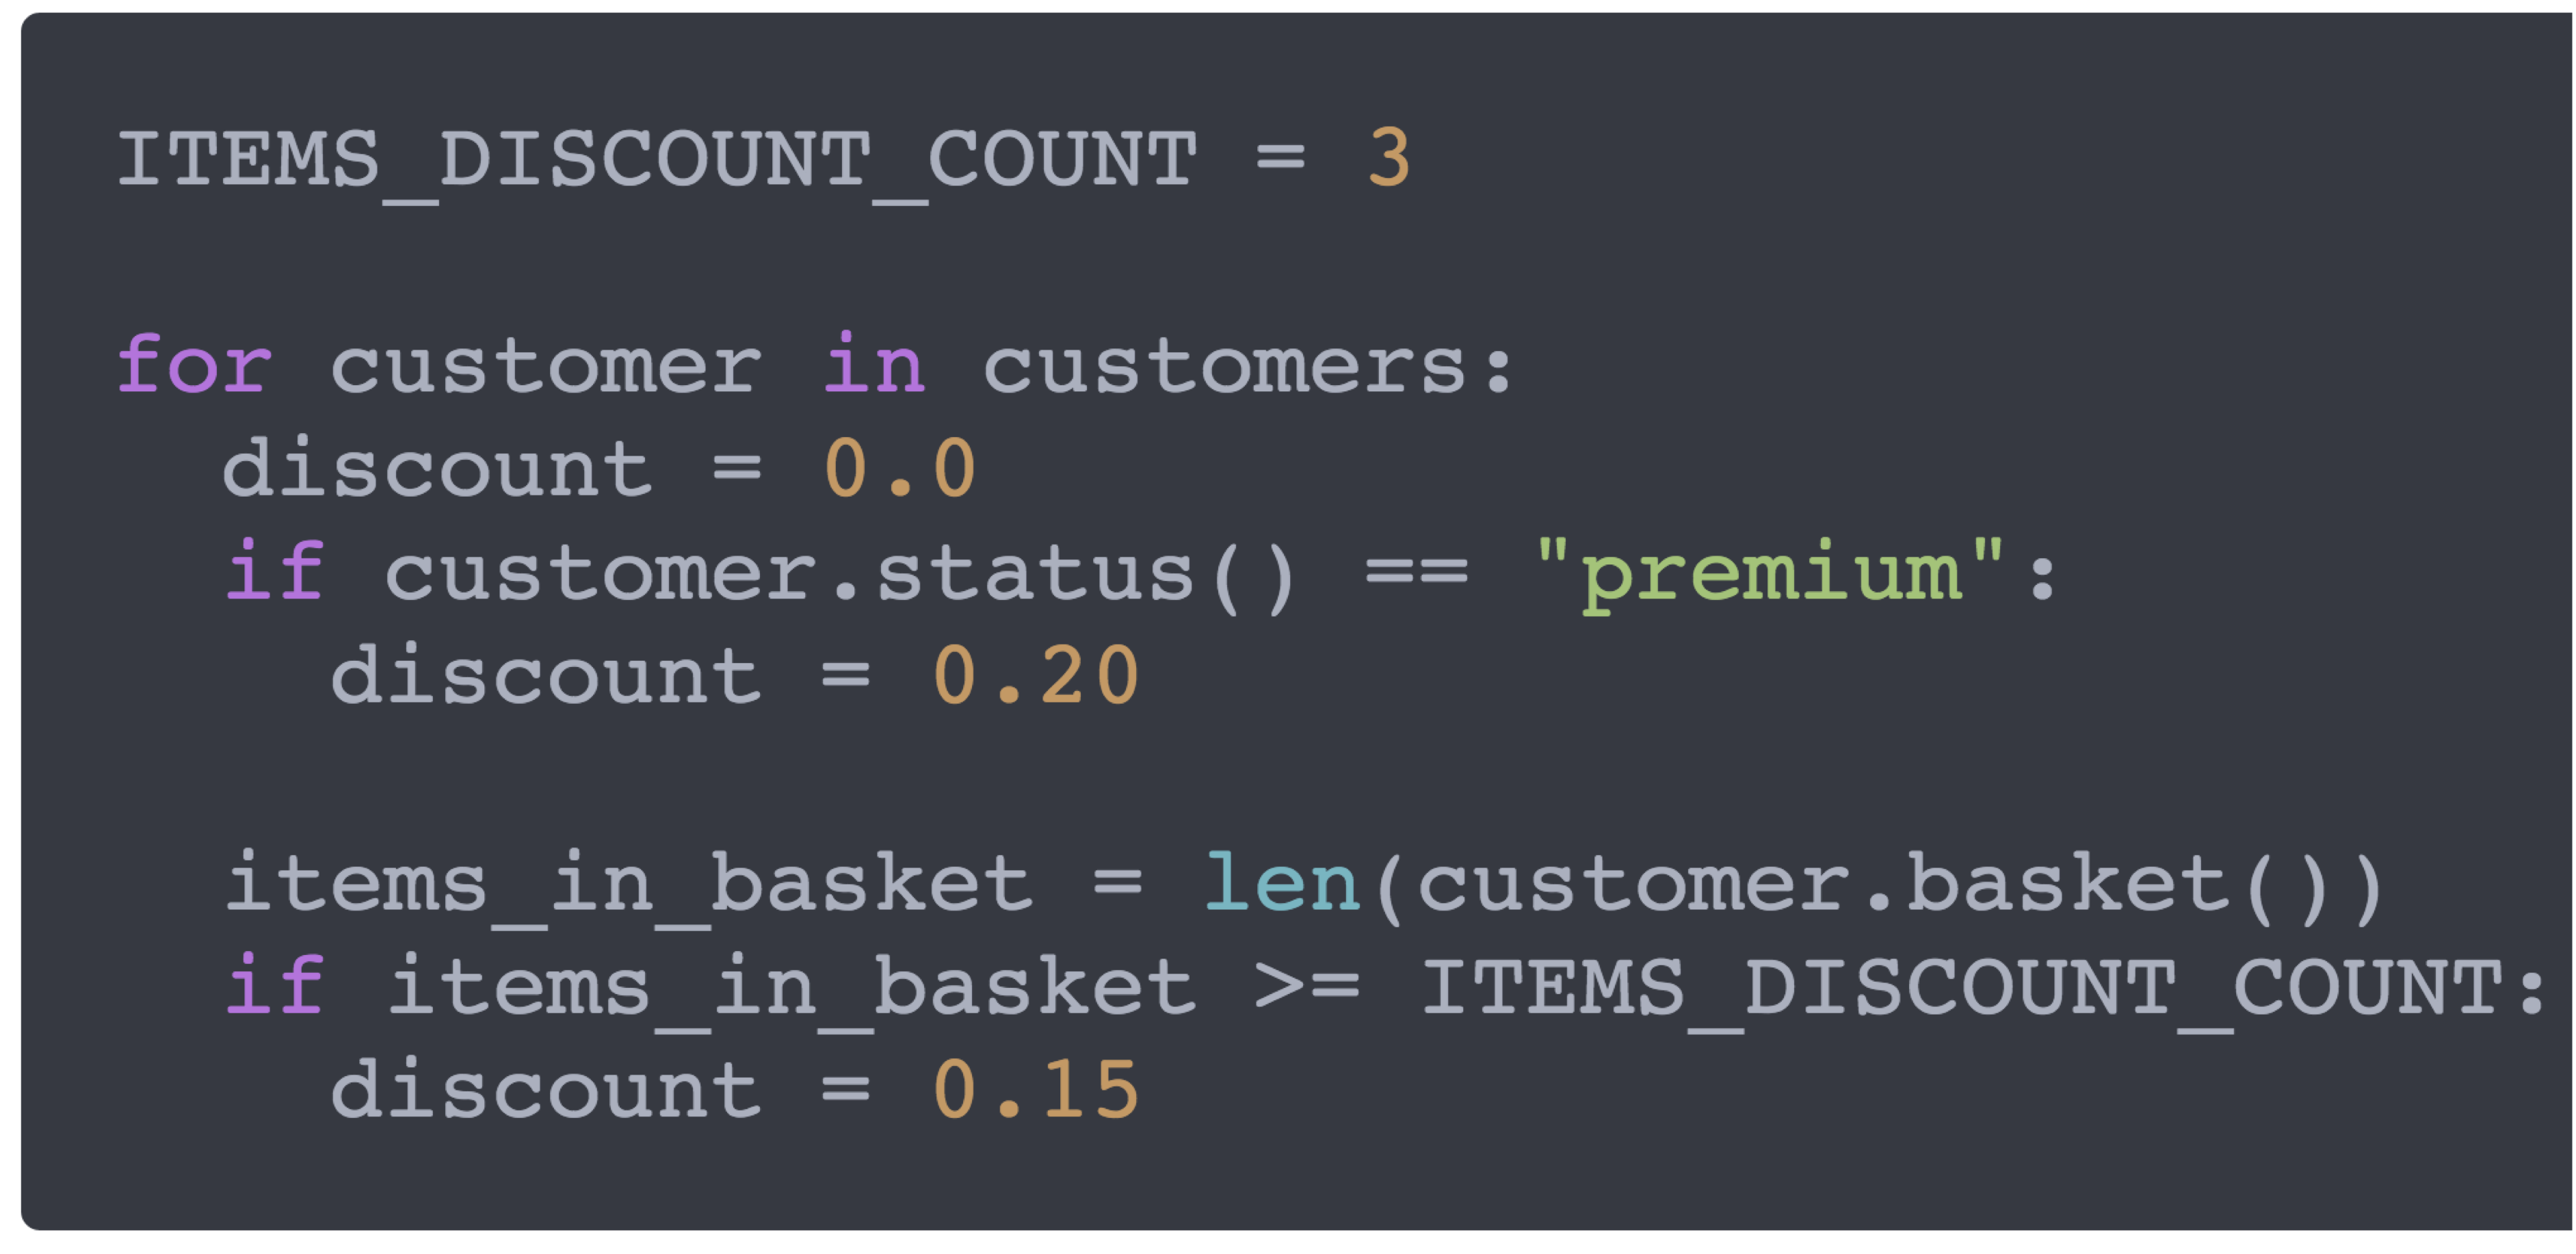 ITEMS_DISCOUNT_COUNT = 3
for customer in customers:
  discount = 0.0
  if customer.status() == "premium":
    discount = 0.20
  items_in_basket = len(customer.basket())
  if items_in_basket >= ITEMS_DISCOUNT_COUNT:
    discount = 0.15